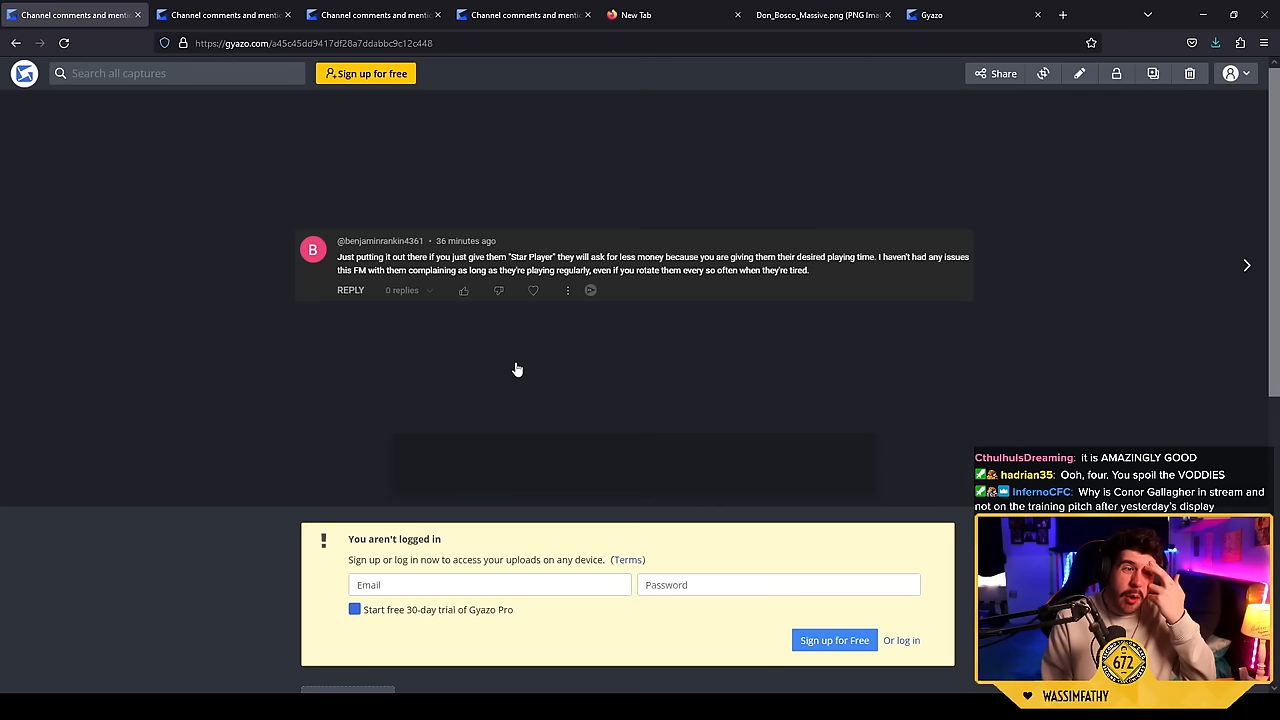 Channel comments and menti
Channel comments and menti
Channel comments and menti
Channel comments and menti
New Tab
Don_Bosco_Massive.png (PNG Ima
Gyazo
https://gyazo.com/a45c45dd9417df28a7ddabbc9c12c448
Search all captures
Sign up for free
Share
B
@benjaminrankin4361 • 36 minutes ago
Just putting it out there if you just give them "Star Player" they will ask for less money because you are giving them their desired playing time. I haven't had any issues
this FM with them complaining as long as they're playing regularly, even if you rotate them every so often when they're tired.
REPLY 0 replies
CthulhuIsDreaming: it is AMAZINGLY GOOD
hadrian35: Ooh, four. You spoil the VODDIES
InfernoCFC: Why is Conor Gallagher in stream and
not on the training pitch after yesterday's display
You aren't logged in
Sign up or log in now to access your uploads on any device. (Terms)
Email
Password
Start free 30-day trial of Gyazo Pro
Sign up for Free Or log in
672
WASSIMFATHY